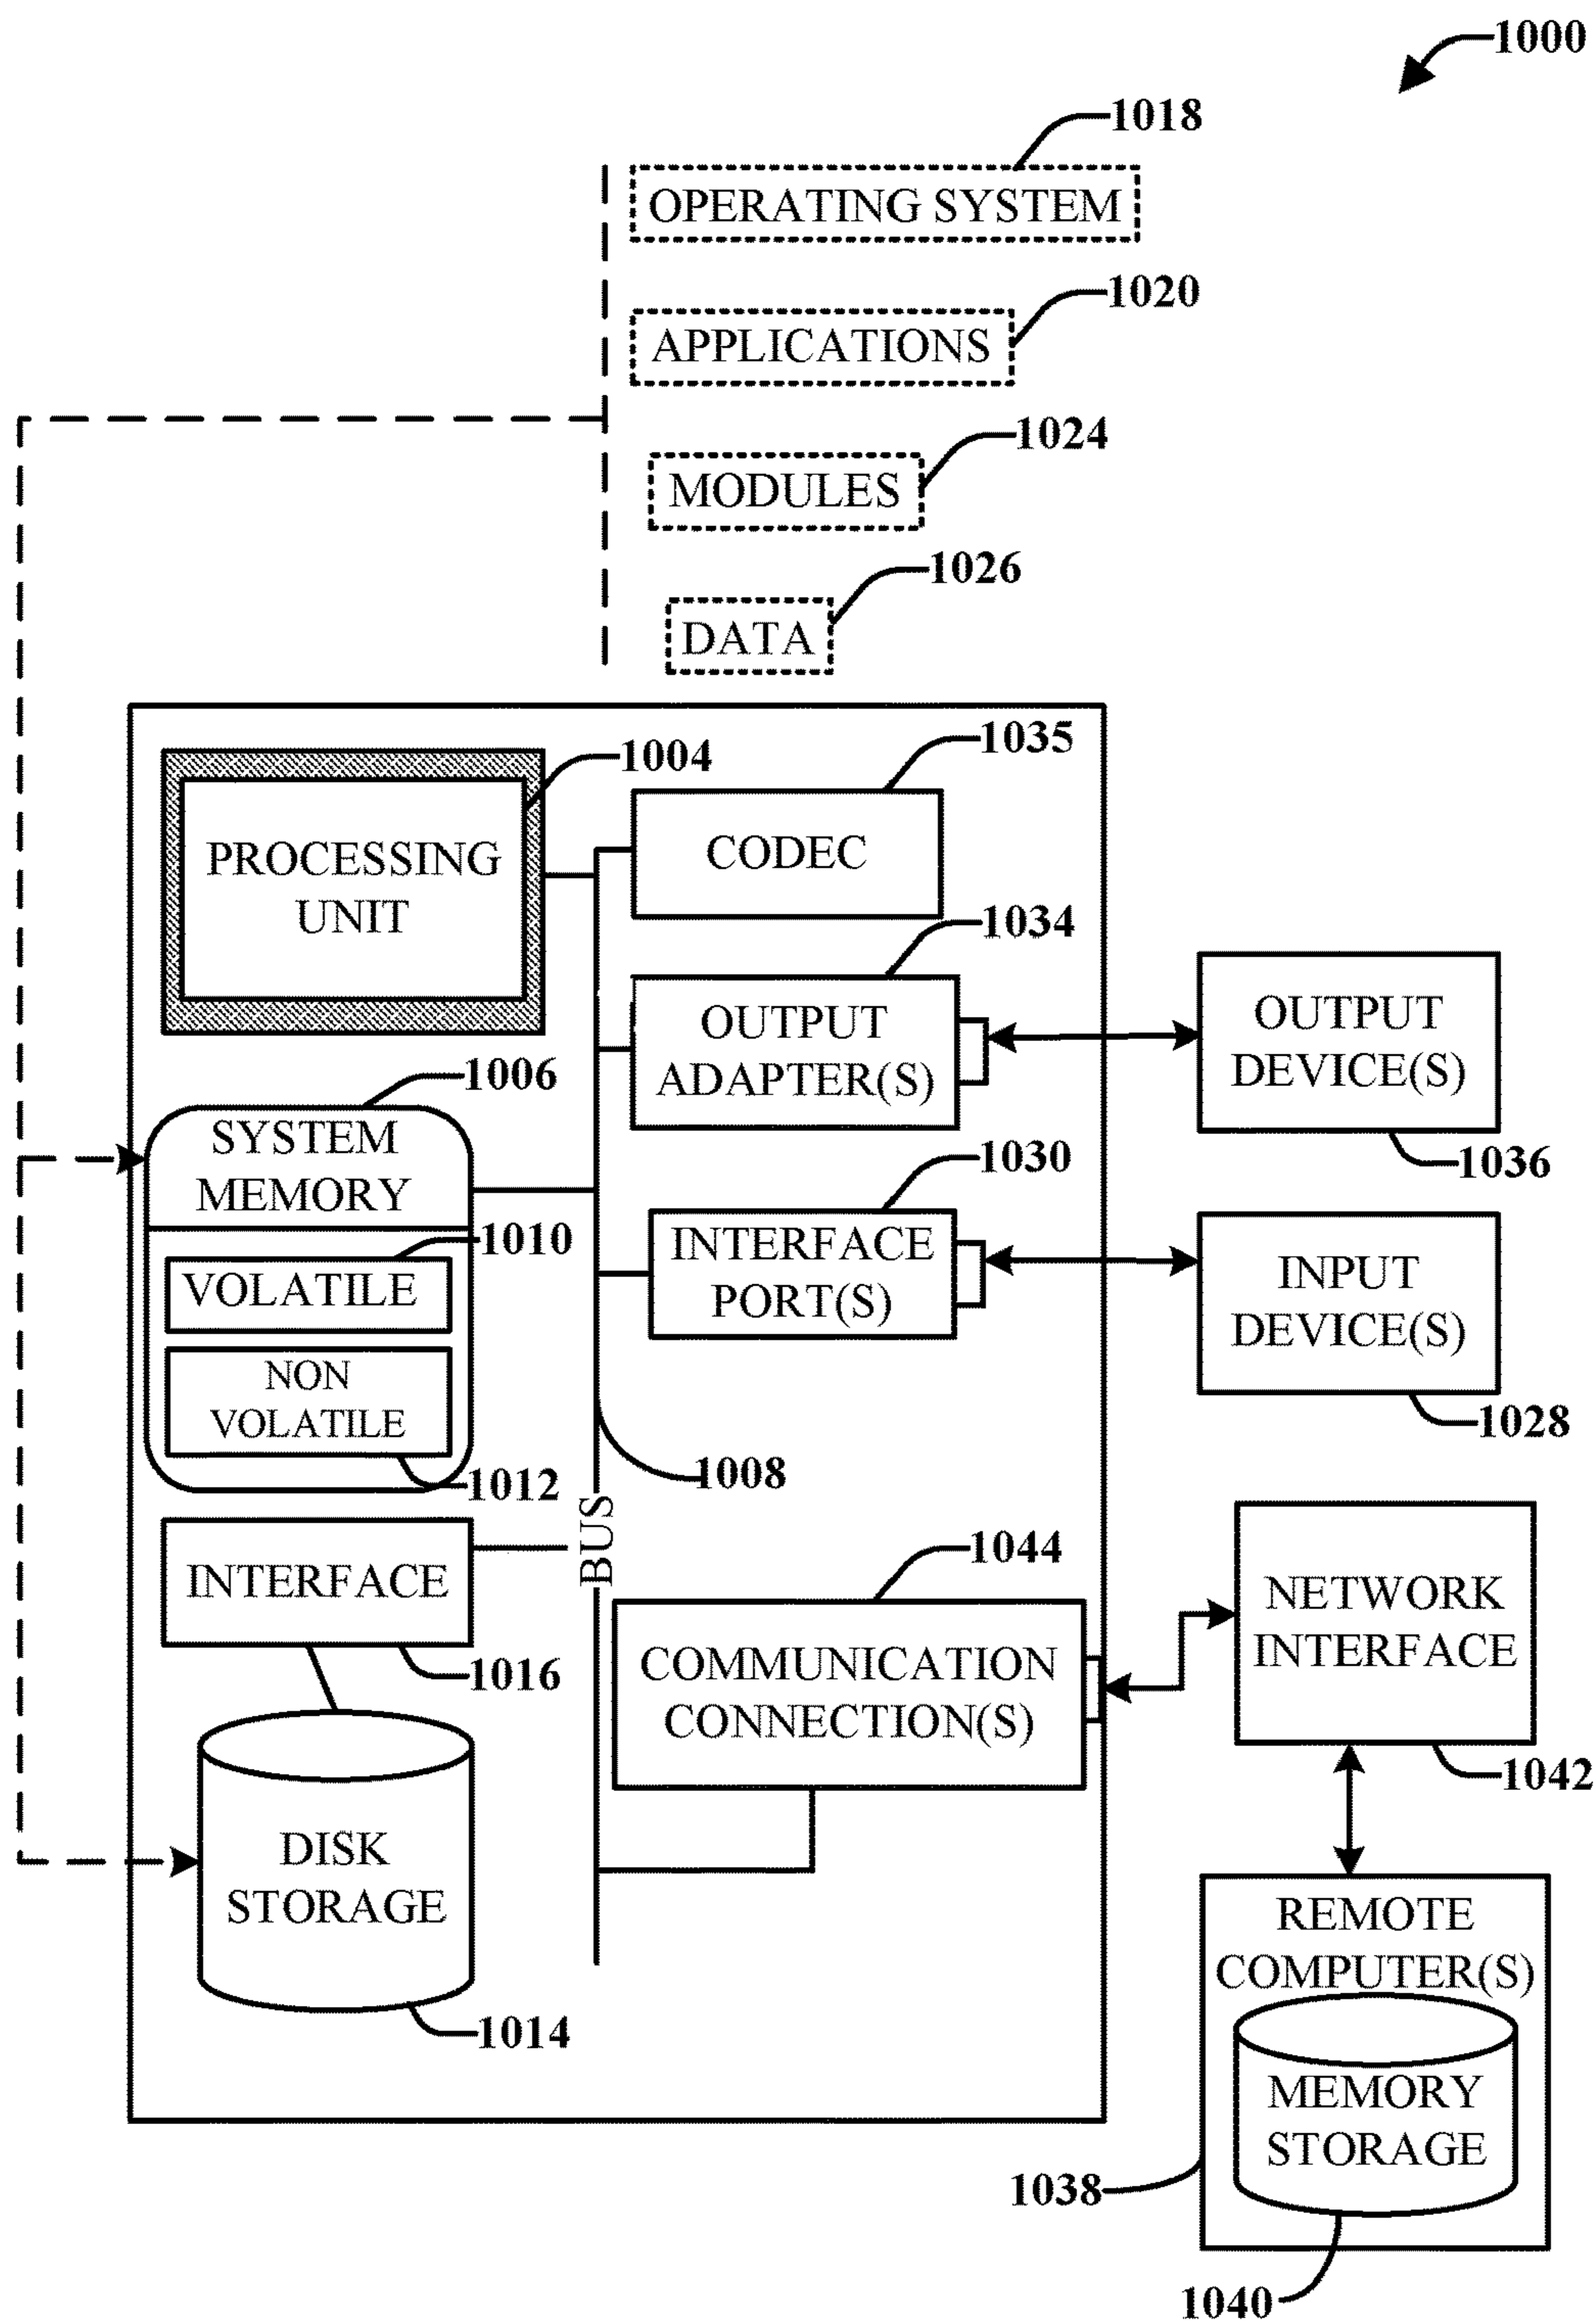 1000
1018
OPERATING SYSTEM
1020
APPLICATIONS
1024
MODULES
1026
DATA
1004
PROCESSING
UNIT
1035
CODEC
1034
OUTPUT
ADAPTER(S)
OUTPUT
DEVICE(S)
1036
1006
SYSTEM
MEMORY
1010
VOLATILE
NON
VOLATILE
1012
1030
INTERFACE
PORT(S)
INPUT
DEVICE(S)
1028
1008
BUS
INTERFACE
1016
1044
COMMUNICATION
CONNECTION(S)
NETWORK
INTERFACE
1042
DISK
STORAGE
1014
REMOTE
COMPUTER(S)
MEMORY
STORAGE
1038
1040